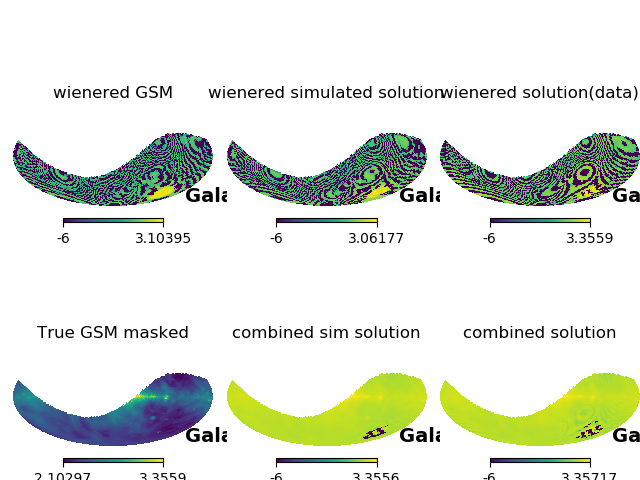 wienered GSM
wienered simulated solution
wienered solution(data)
Gala
Gala
Ga
-6 3.10395
-6 3.06177
-6 3.3559
True GSM masked
combined sim solution
combined solution
Gala
Gala
Ga
2.10297 3.3559
-6 3.3556
-6 3.35717